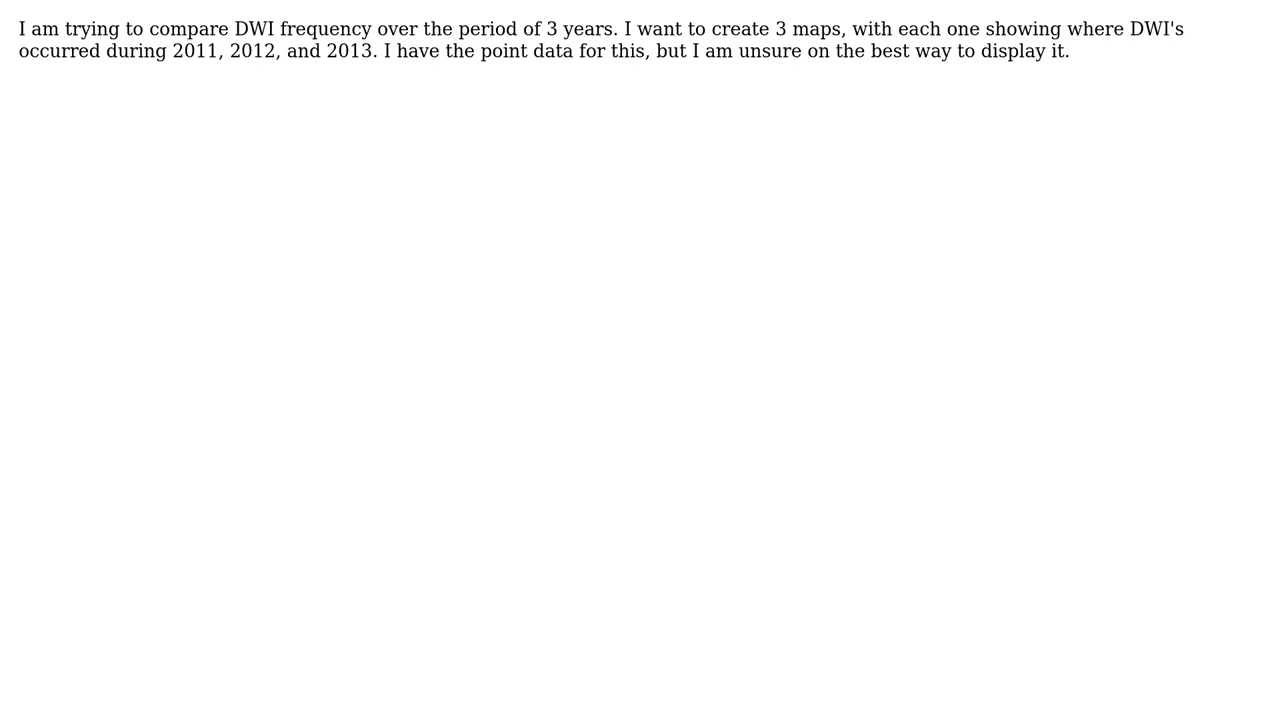 I am trying to compare DWI frequency over the period of 3 years. I want to create 3 maps, with each one showing where DWI's
occurred during 2011, 2012, and 2013. I have the point data for this, but I am unsure on the best way to display it.